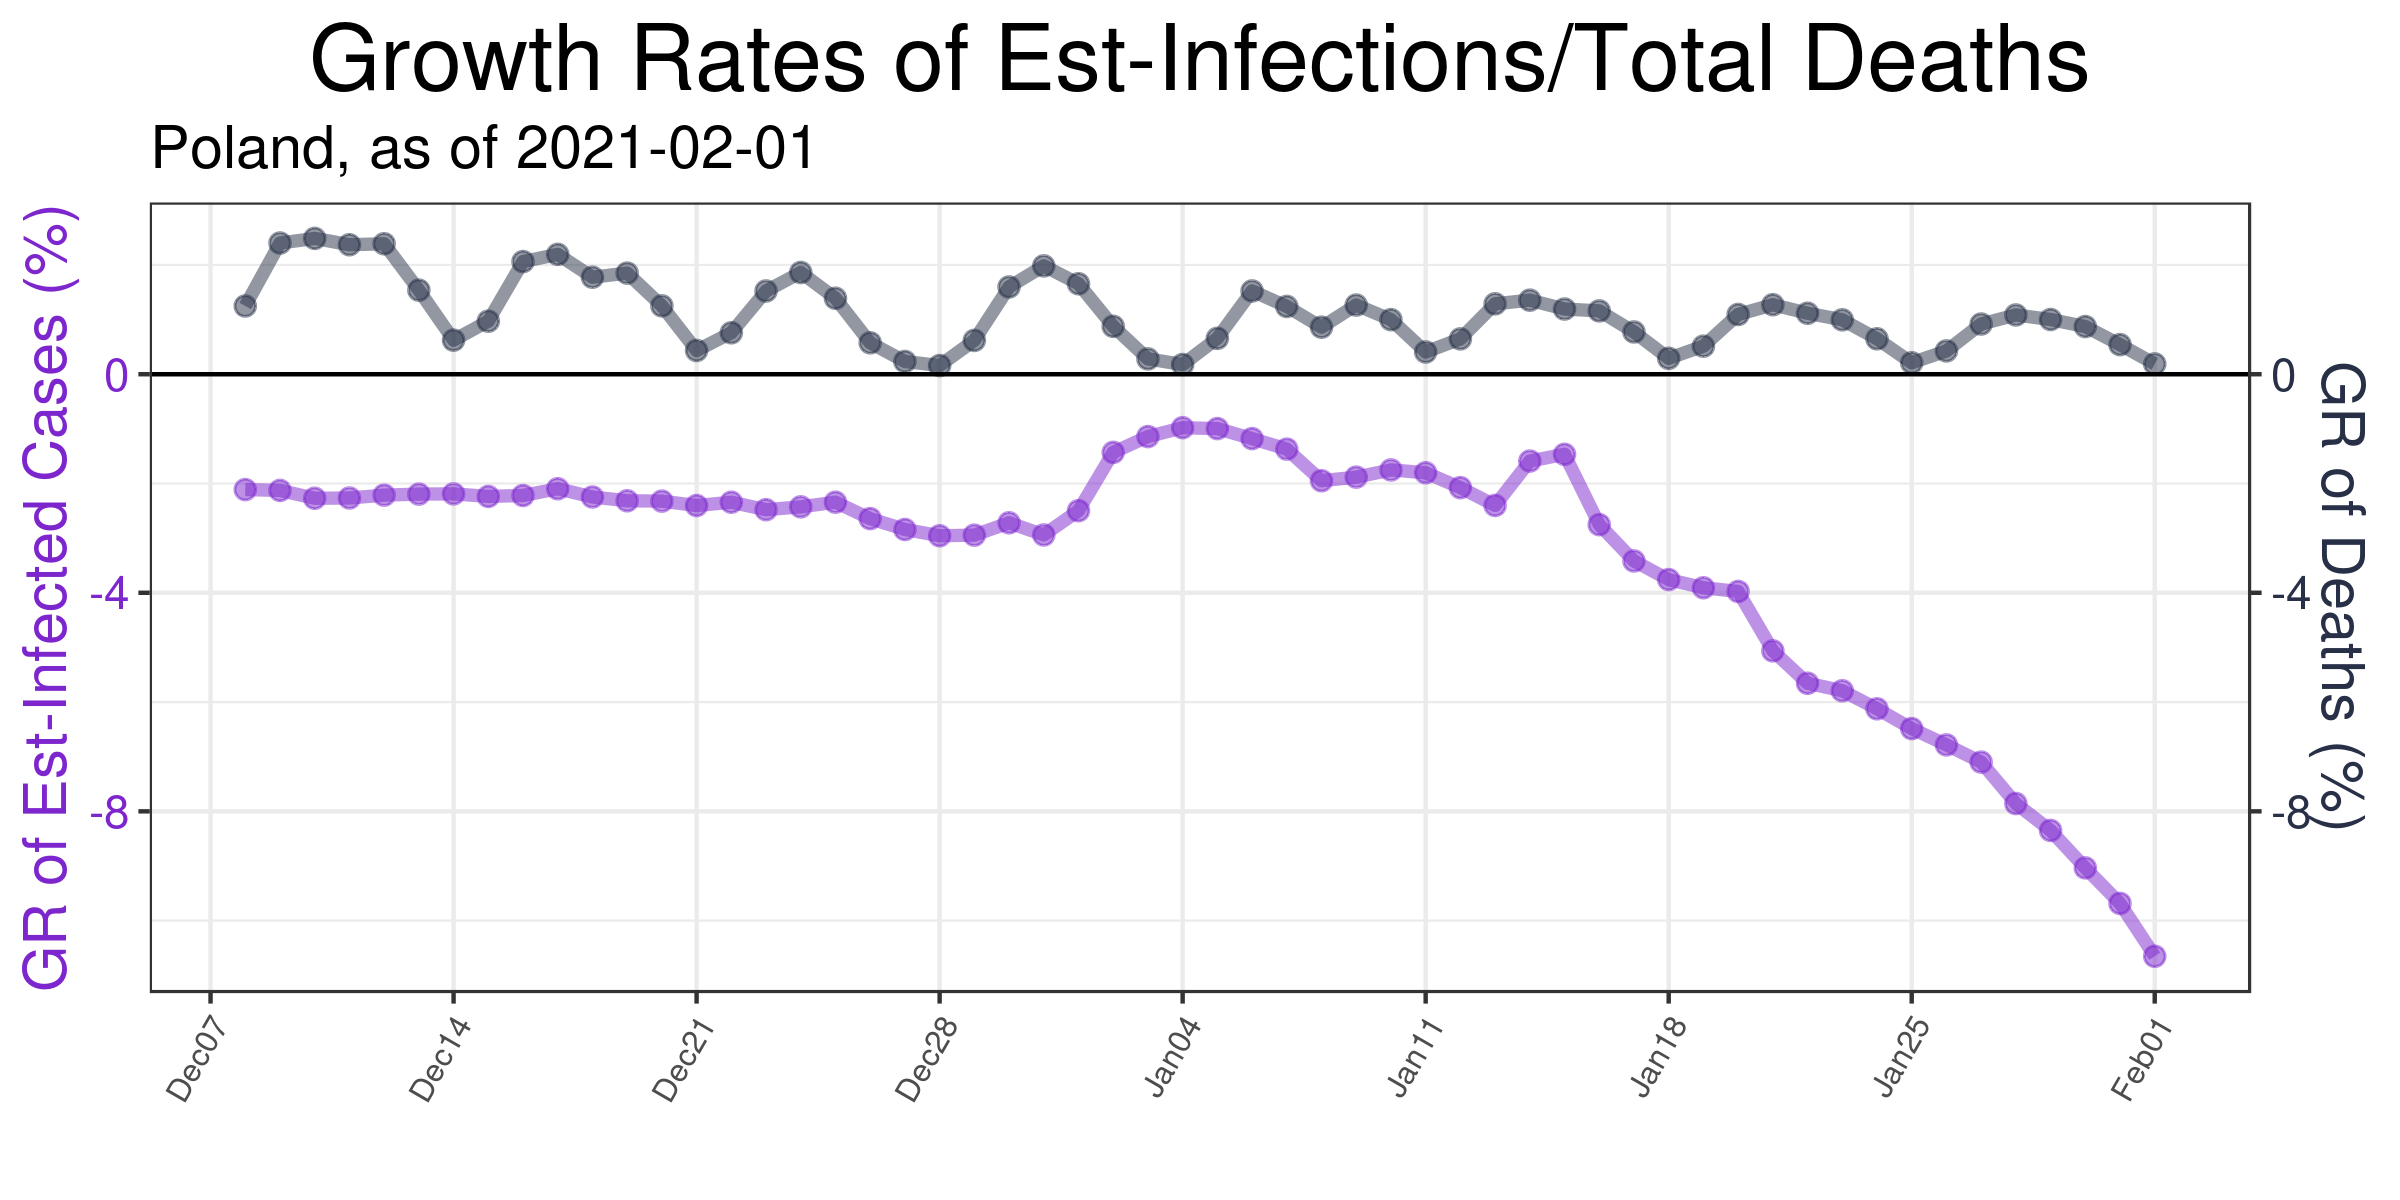 Growth Rates of Est-Infections/Total Deaths
Poland, as of 2021-02-01
GR of Est-Infected Cases (%)
0
-4
-8
0
-4
-8
GR of Deaths (%)
Dec07
Dec14
Dec21
Dec28
Jan04
Jan11
Jan18
Jan25
Feb01